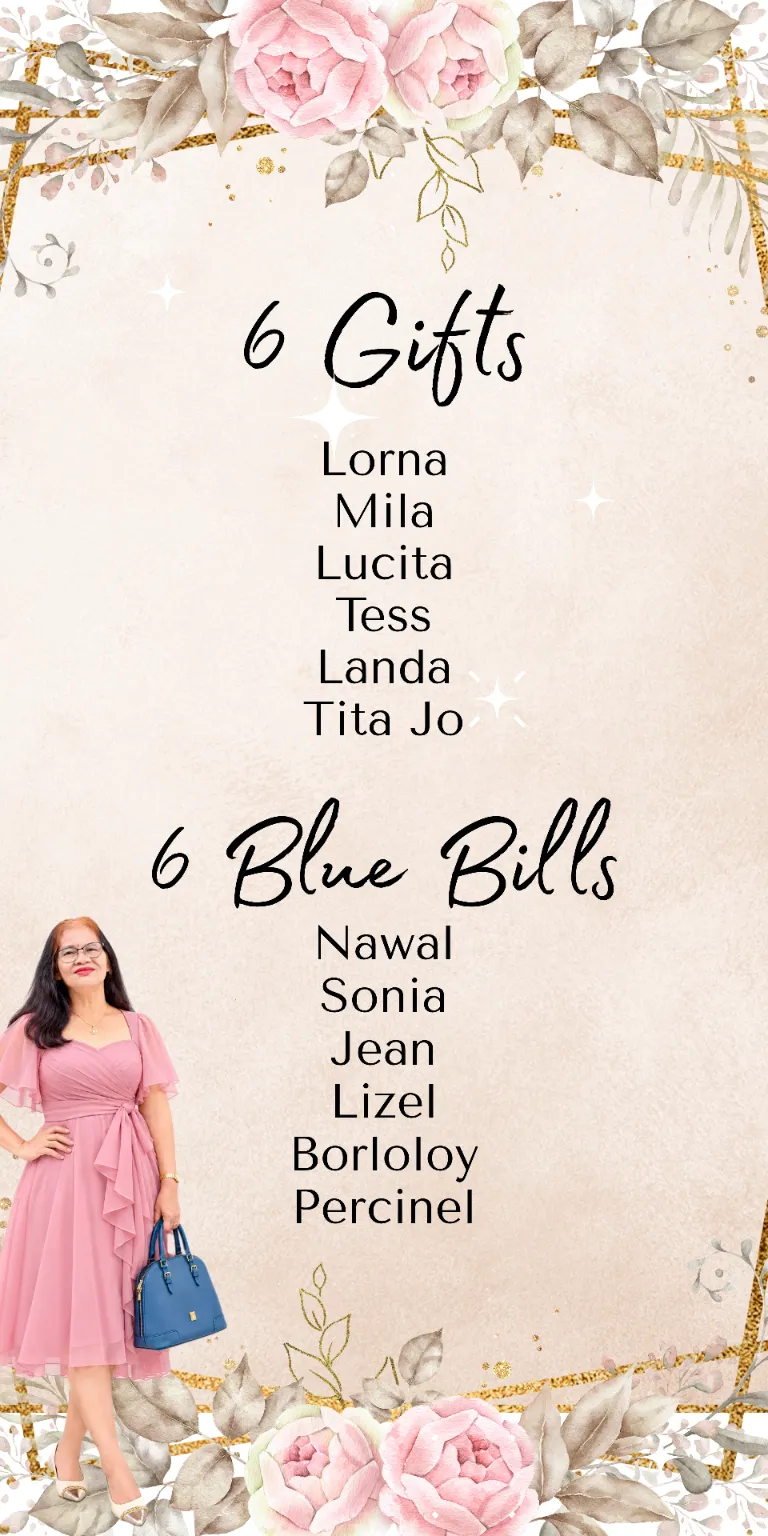 6 Gifts
Lorna
Mila
Lucita
Tess
Landa
Tita Jo
6 Blue Bills
Nawal
Sonia
Jean
Lizel
Borloloy
Percinel